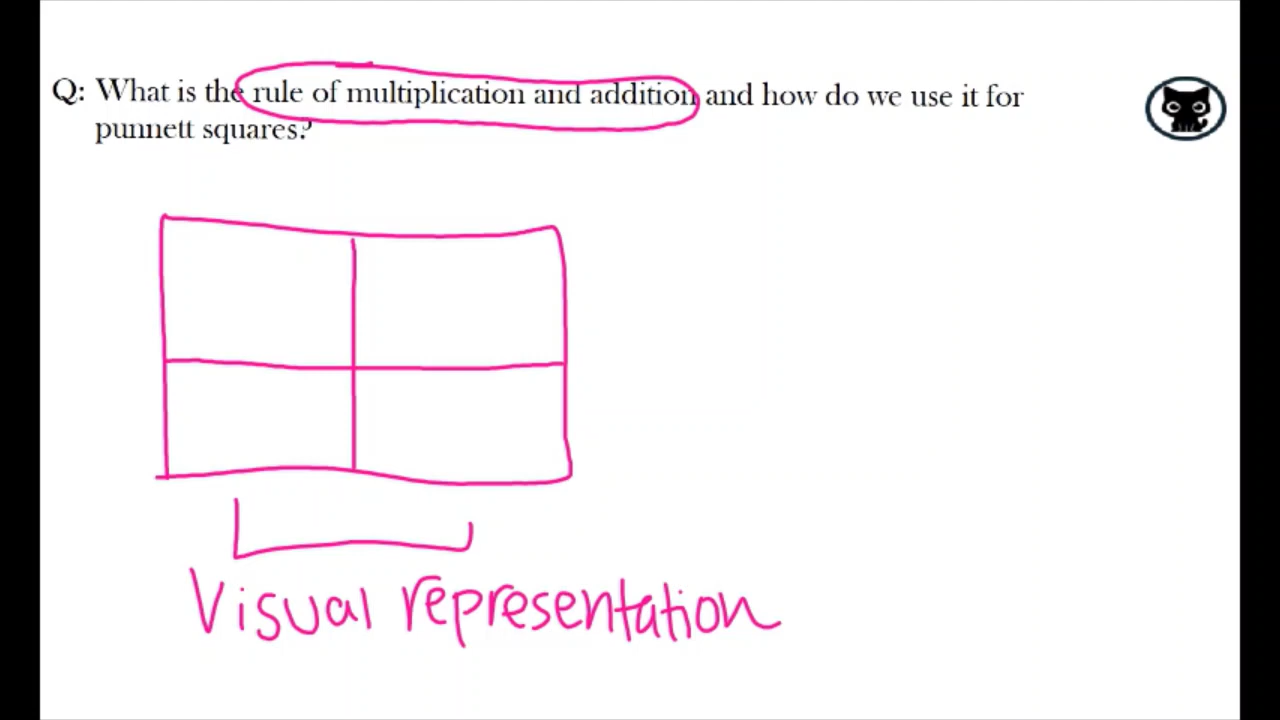 Q: What is the rule of multiplication and addition and how do we use it for
punnett squares?
Visual representation